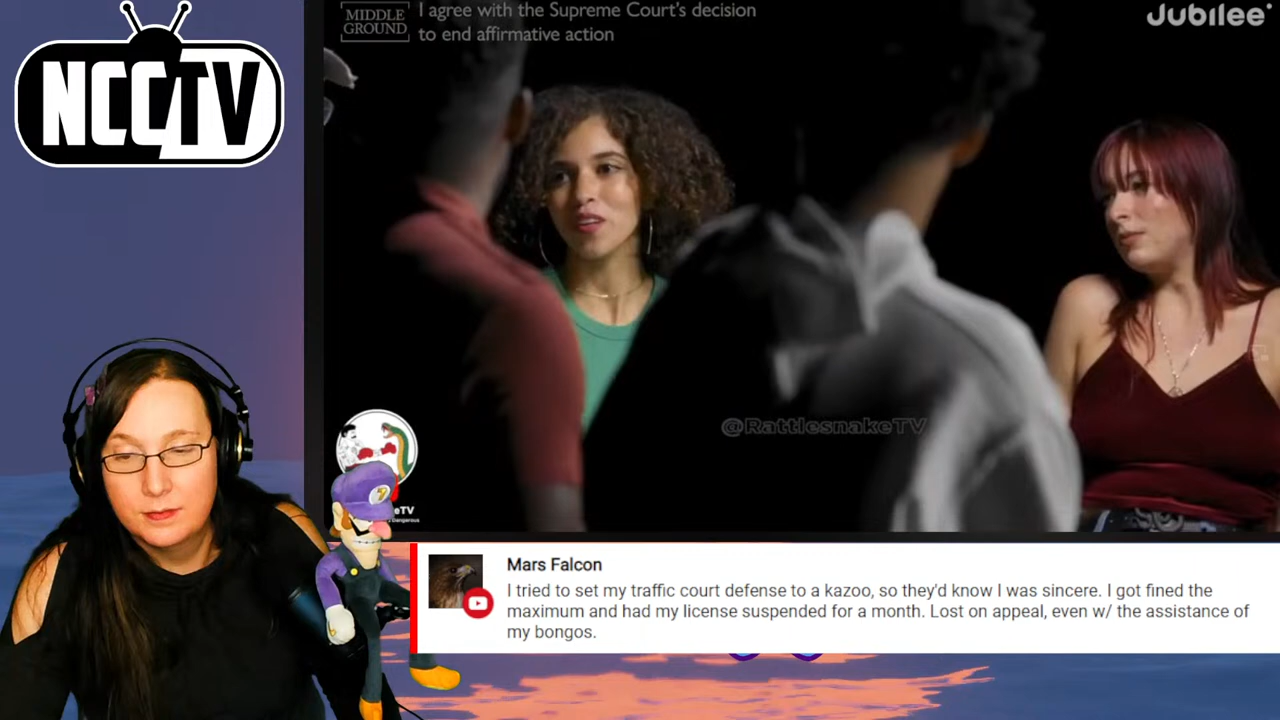 NCCTV
MIDDLE
GROUND
I agree with the Supreme Court's decision
to end affirmative action
Jubilee
@RattlesnakeTV
eTV
Dangerous
Mars Falcon
I tried to set my traffic court defense to a kazoo, so they'd know I was sincere. I got fined the
maximum and had my license suspended for a month. Lost on appeal, even w/ the assistance of
my bongos.